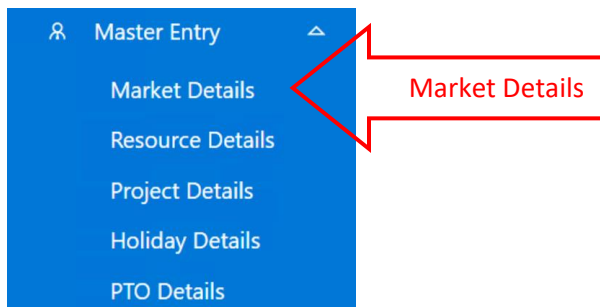 Master Entry
Market Details
Market Details
Resource Details
Project Details
Holiday Details
PTO Details